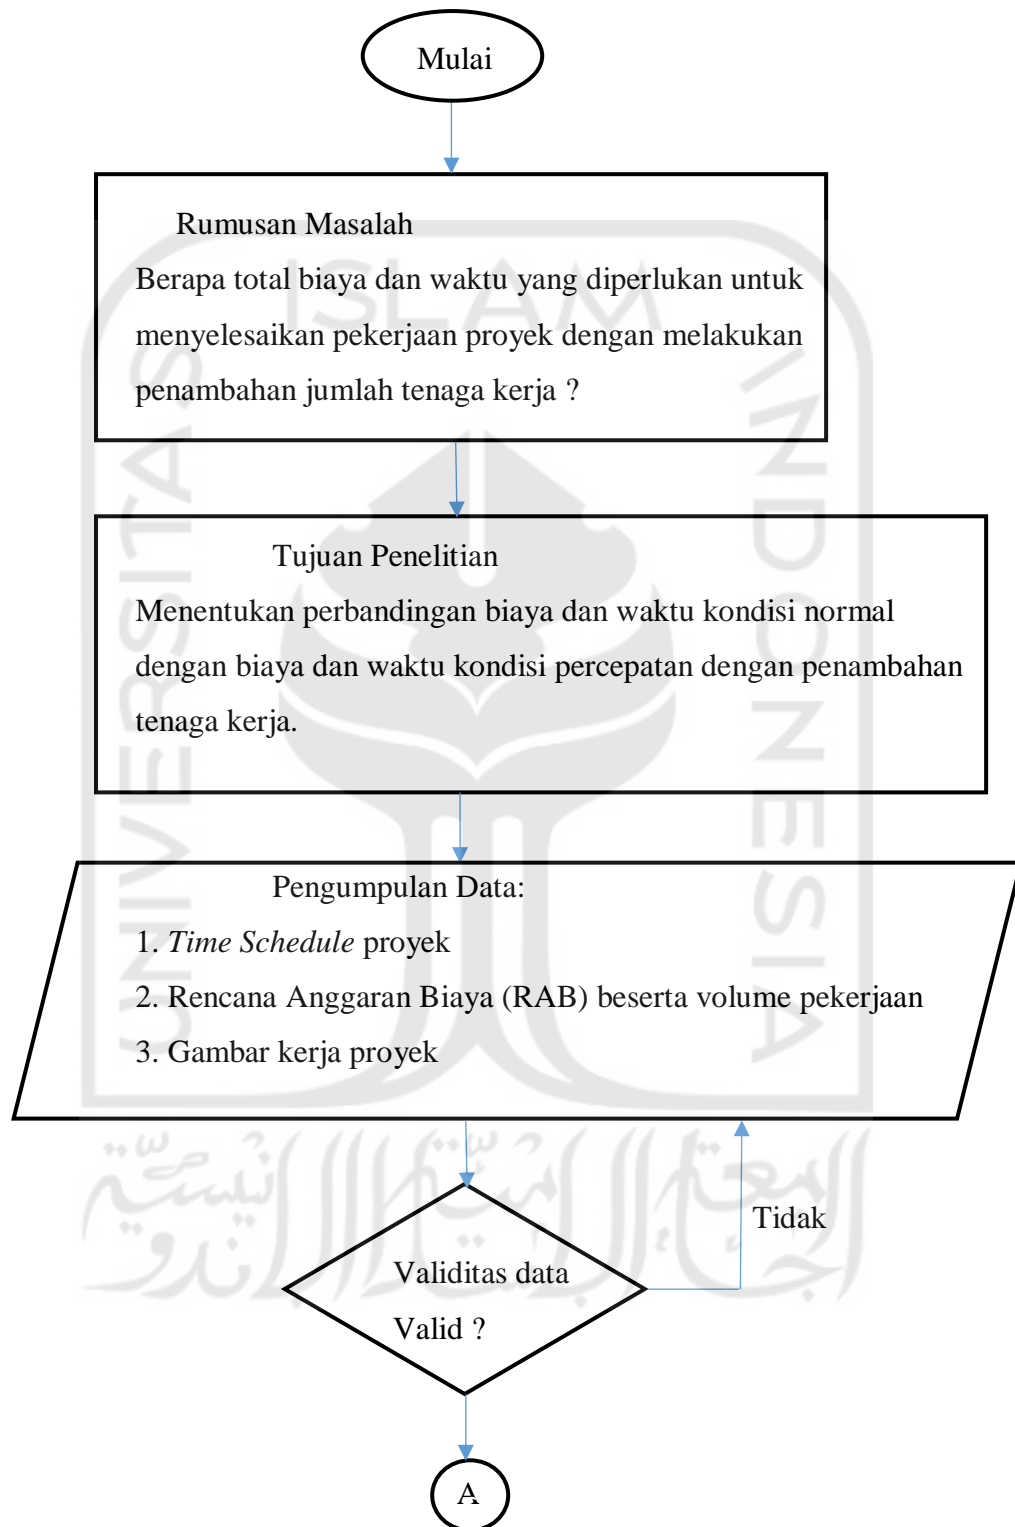 Mulai
Rumusan Masalah
Berapa total biaya dan waktu yang diperlukan untuk
menyelesaikan pekerjaan proyek dengan melakukan
penambahan jumlah tenaga kerja ?
Tujuan Penelitian
Menentukan perbandingan biaya dan waktu kondisi normal
dengan biaya dan waktu kondisi percepatan dengan penambahan
tenaga kerja.
Pengumpulan Data:
1. Time Schedule proyek
2. Rencana Anggaran Biaya (RAB) beserta volume pekerjaan
3. Gambar kerja proyek
Tidak
Validitas data
Valid ?
A
UNIVERSITAS
ISLAM
INDONESIA